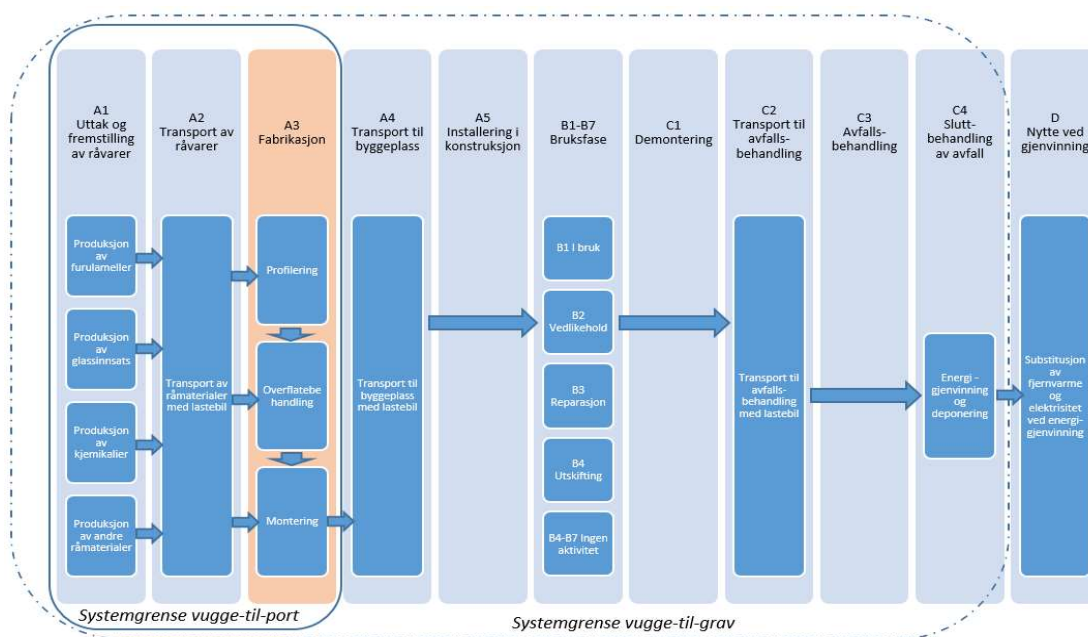 A1
Uttak og
fremstilling
av råvarer
A2
Transport av
råvarer
A3
Fabrikasjon
A4
Transport til
byggeplass
A5
Installering i
konstruksjon
B1-B7
Bruksfase
C1
Demontering
C2
Transport til
avfalls-
behandling
C3
Avfalls-
behandling
C4
Slutt-
behandling
av avfall
D
Nytte ved
gjenvinning
Produksjon
av
furulameller
Produksjon
av
glassinnsats
Produksjon
av
kjemikalier
Produksjon
av andre
råmaterialer
Transport av
råmaterialer
med lastebil
Profilering
Overflatebe
handling
Montering
Transport til
byggeplass
med lastebil
B1 I bruk
B2
Vedlikehold
B3
Reparasjon
B4
Utskifting
B4-B7 Ingen
aktivitet
Transport til
avfalls-
behandling
med lastebil
Energi -
gjenvinning
og
deponering
Substitusjon
av
fjernvarme
og
elektrisitet
ved energi-
gjenvinning
Systemgrense vugge-til-port
Systemgrense vugge-til-grav